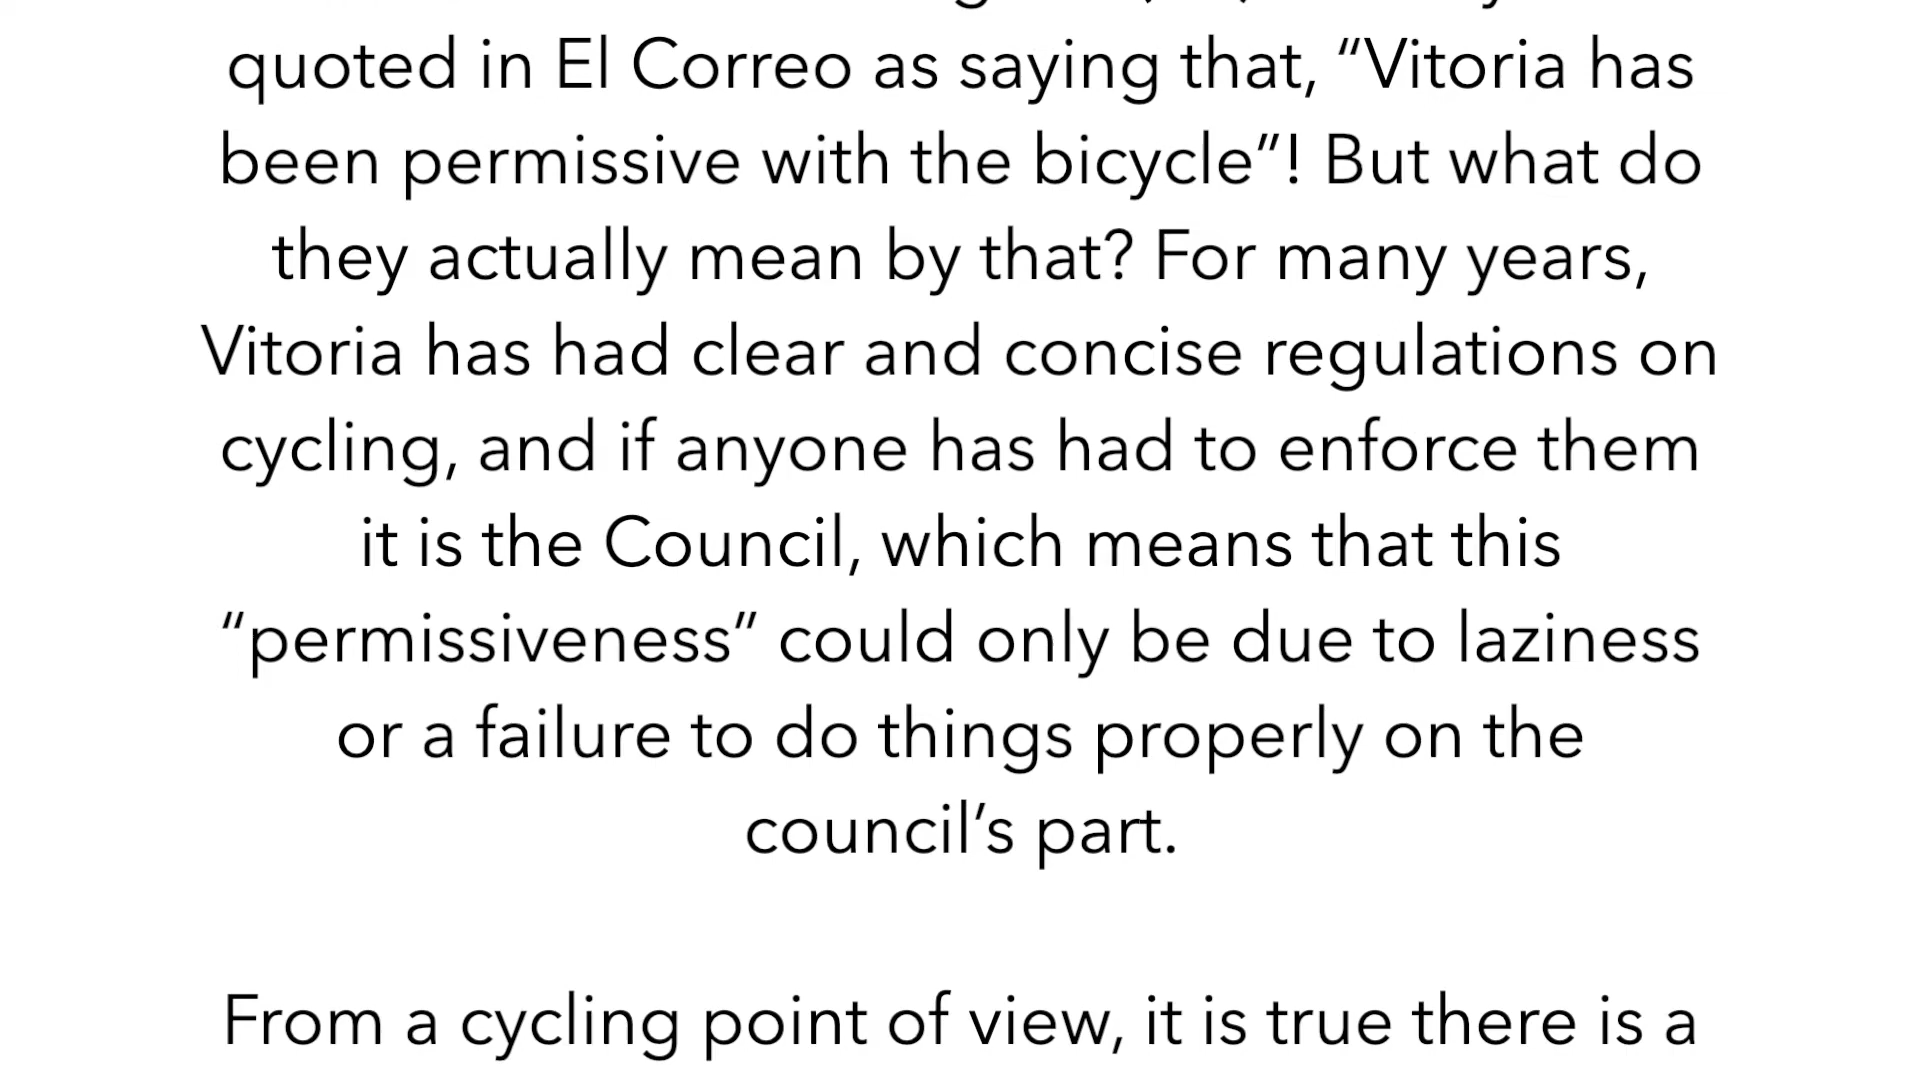 quoted in El Correo as saying that, “Vitoria has
been permissive with the bicycle”! But what do
they actually mean by that? For many years,
Vitoria has had clear and concise regulations on
cycling, and if anyone has had to enforce them
it is the Council, which means that this
“permissiveness” could only be due to laziness
or a failure to do things properly on the
council’s part.
From a cycling point of view, it is true there is a